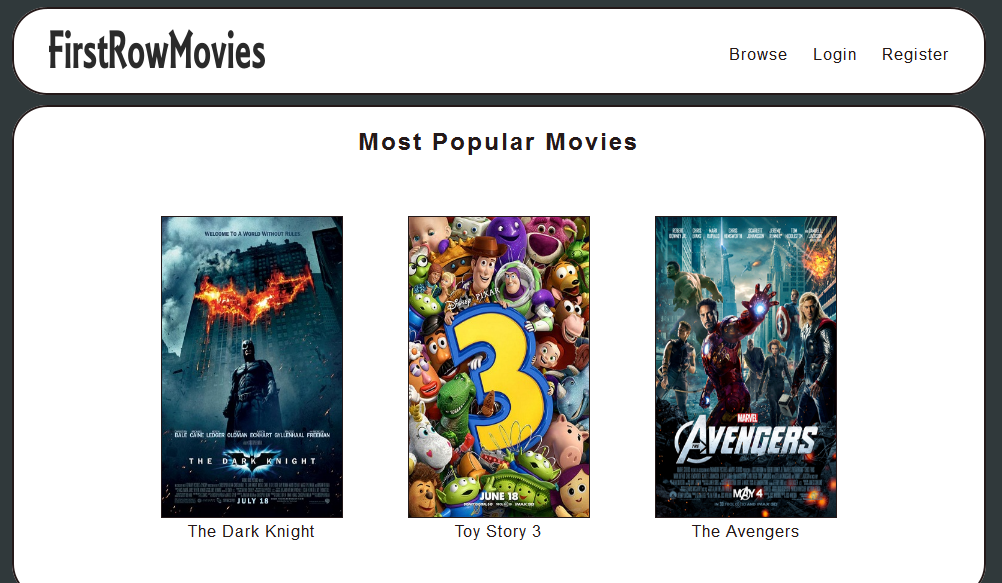 FirstRowMovies
Browse Login Register
Most Popular Movies
WELCOME TO A WORLD WITHOUT RULES.
BALE CAINE LEDGER OLDMAN ECKHART GYLLENHAAL FREEMAN
THE DARK KNIGHT
JULY 18
The Dark Knight
Disney PIXAR
3
JUNE 18
Toy Story 3
MARVEL
THE AVENGERS
MAY 4
The Avengers